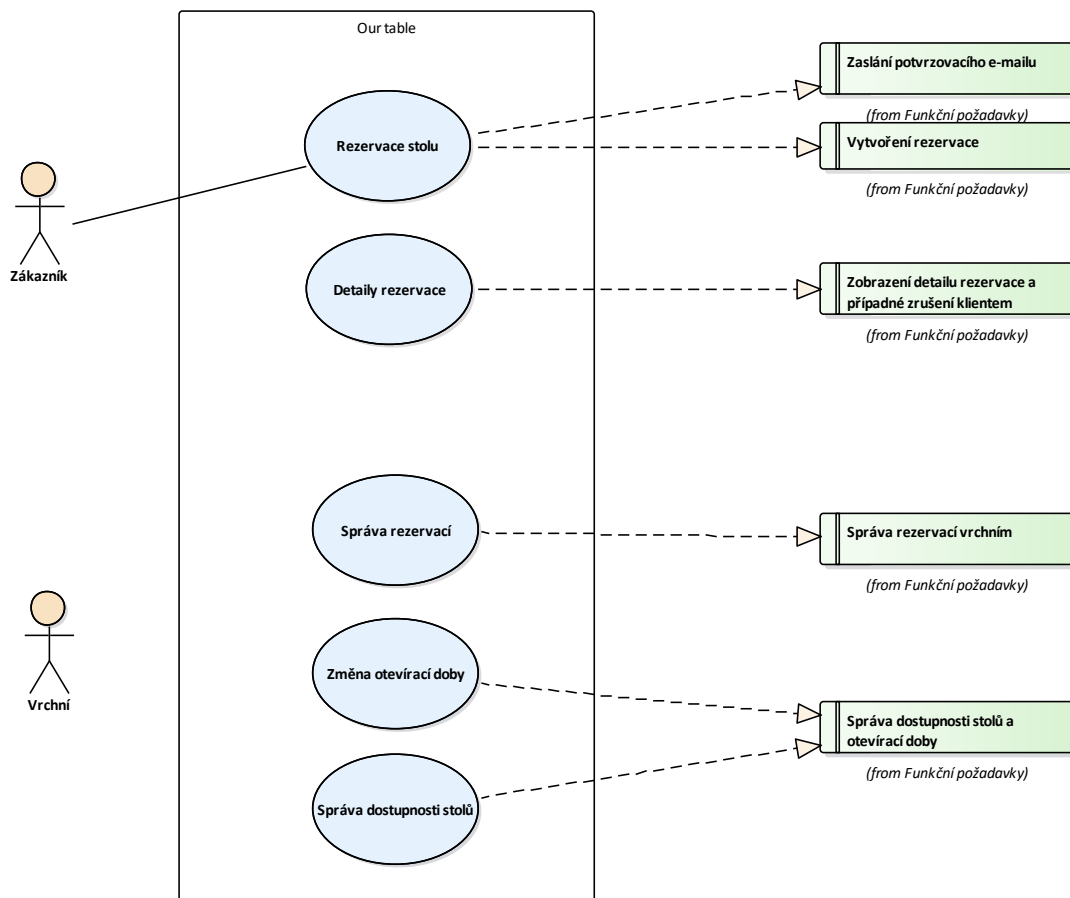 Our table
Zaslání potvrzovacího e-mailu
(from Funkční požadavky)
Rezervace stolu
Vytvoření rezervace
(from Funkční požadavky)
Zákazník
Detaily rezervace
Zobrazení detailu rezervace a
případné zrušení klientem
(from Funkční požadavky)
Správa rezervací
Správa rezervací vrchním
(from Funkční požadavky)
Změna otevírací doby
Vrchní
Správa dostupnosti stolů a
otevírací doby
(from Funkční požadavky)
Správa dostupnosti stolů